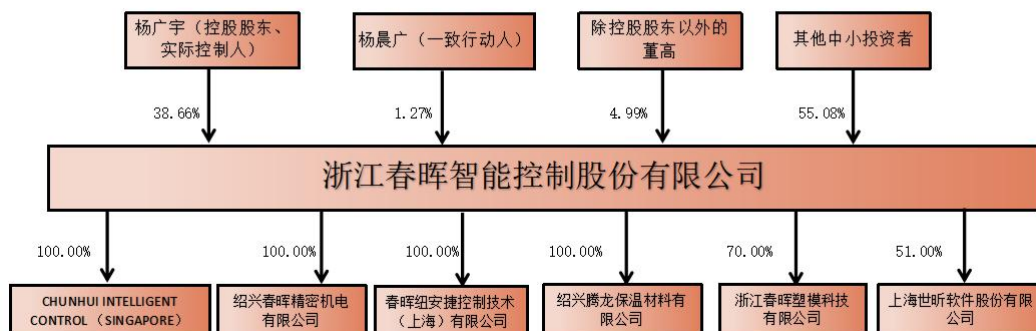 杨广宇（控股股东、
实际控制人）
杨晨广（一致行动人）
除控股股东以外的
董高
其他中小投资者
38.66%
1.27%
4.99%
55.08%
浙江春晖智能控制股份有限公司
100.00%
100.00%
100.00%
100.00%
70.00%
51.00%
CHUNHUI INTELLIGENT
CONTROL（SINGAPORE）
绍兴春晖精密机电
有限公司
春晖纽安捷控制技术
（上海）有限公司
绍兴腾龙保温材料有
限公司
浙江春晖塑模科技
有限公司
上海世昕软件股份有限
公司